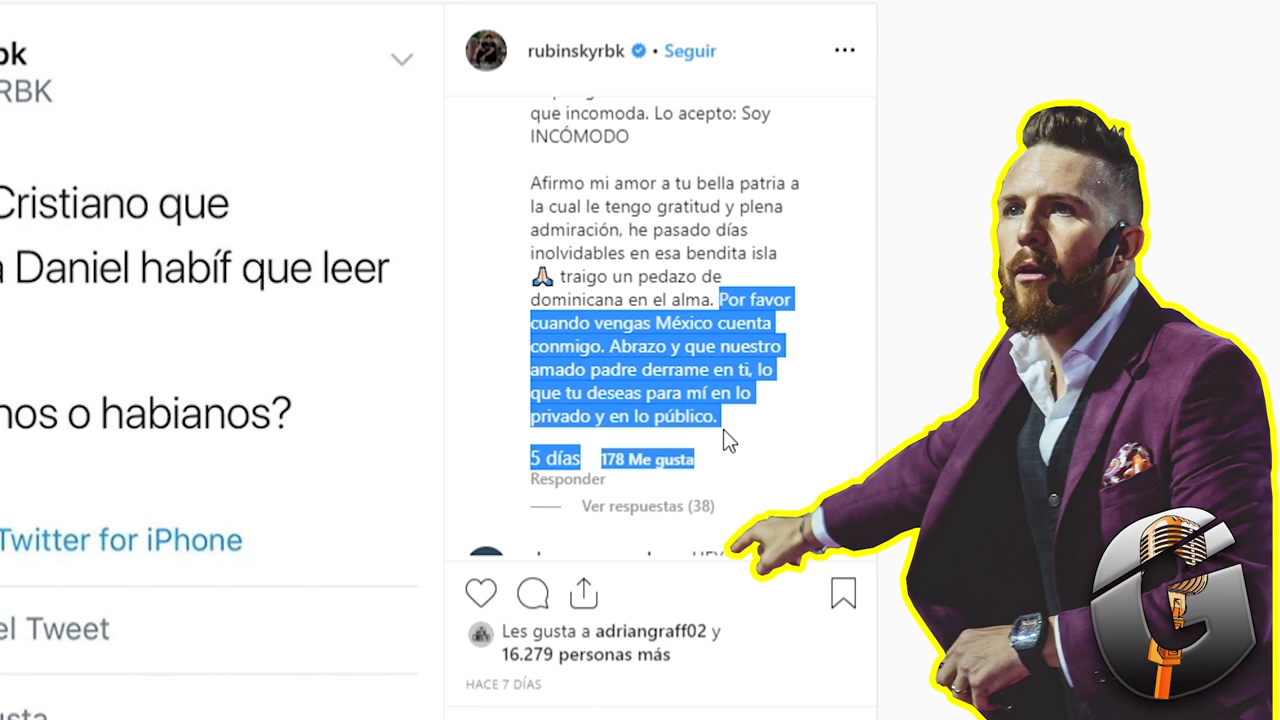 bk
RBK
Cristiano que
a Daniel habíf que leer
nos o habianos?
Twitter for iPhone
el Tweet
usta
rubinskyrbk • Seguir
que incomoda. Lo acepto: Soy
INCÓMODO
Afirmo mi amor a tu bella patria a
la cual le tengo gratitud y plena
admiración, he pasado días
inolvidables en esa bendita isla
🙏🏻 traigo un pedazo de
dominicana en el alma. Por favor
cuando vengas México cuenta
conmigo. Abrazo y que nuestro
amado padre derrame en ti, lo
que tu deseas para mí en lo
privado y en lo público.
5 días 178 Me gusta
Responder
Ver respuestas (38)
Les gusta a adriangraff02 y
16.279 personas más
HACE 7 DÍAS
G